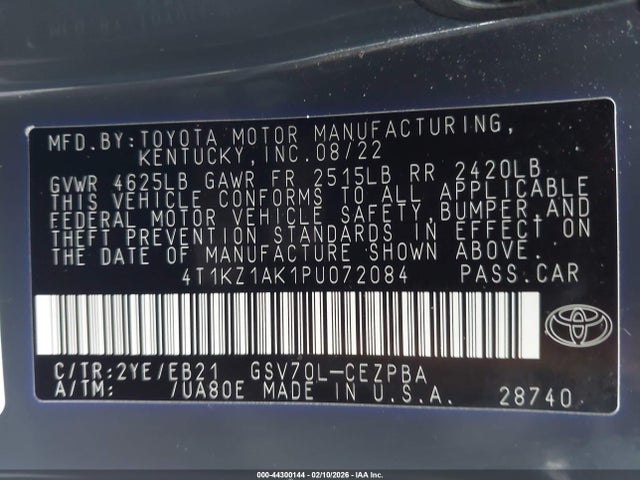 MFD.BY: TOYOTA MOTOR MANUFACTURING,
KENTUCKY, INC. 08/22
GVWR 4625LB GAWR FR 2515LB RR 2420LB
THIS VEHICLE CONFORMS TO ALL APPLICABLE
FEDERAL MOTOR VEHICLE SAFETY, BUMPER, AND
THEFT PREVENTION STANDARDS IN EFFECT ON
THE DATE OF MANUFACTURE SHOWN ABOVE.
4T1KZ1AK1PU072084 PASS.CAR
C/TR: 2YE/EB21 GSV70L-CEZPBA
A/TM: /UA80E MADE IN U.S.A. 28740
000-44300144 - 02/10/2026 - IAA Inc.